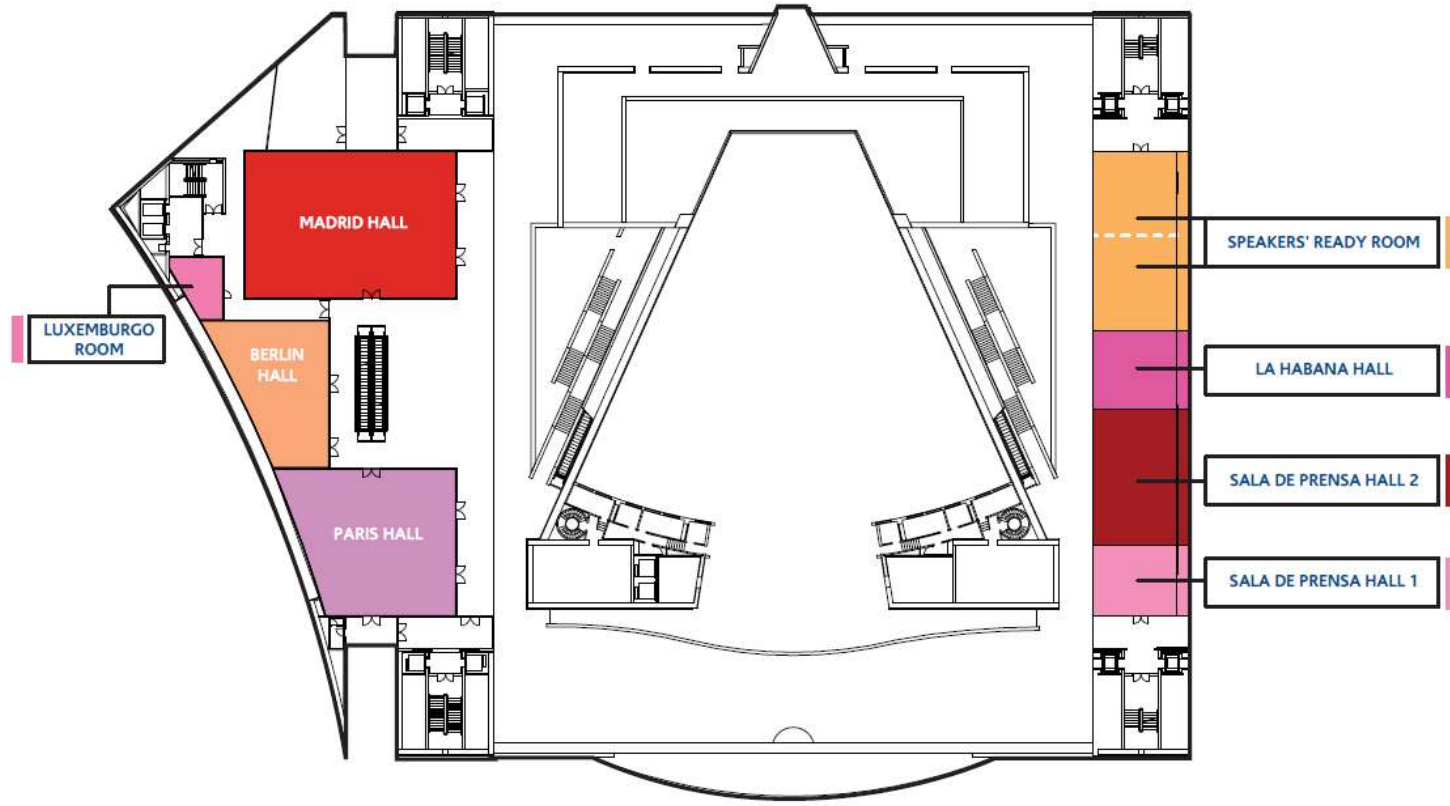 MADRID HALL
SPEAKERS' READY ROOM
LUXEMBURGO
ROOM
BERLIN
HALL
LA HABANA HALL
SALA DE PRENSA HALL 2
PARIS HALL
SALA DE PRENSA HALL 1